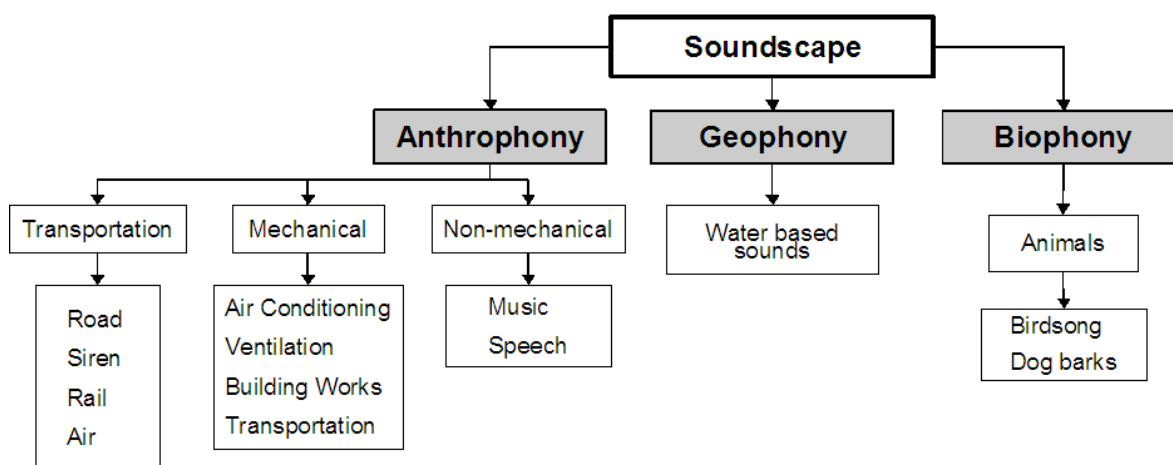 Soundscape
Anthrophony
Geophony
Biophony
Transportation
Mechanical
Non-mechanical
Water based
sounds
Animals
Road
Siren
Rail
Air
Air Conditioning
Ventilation
Building Works
Transportation
Music
Speech
Birdsong
Dog barks